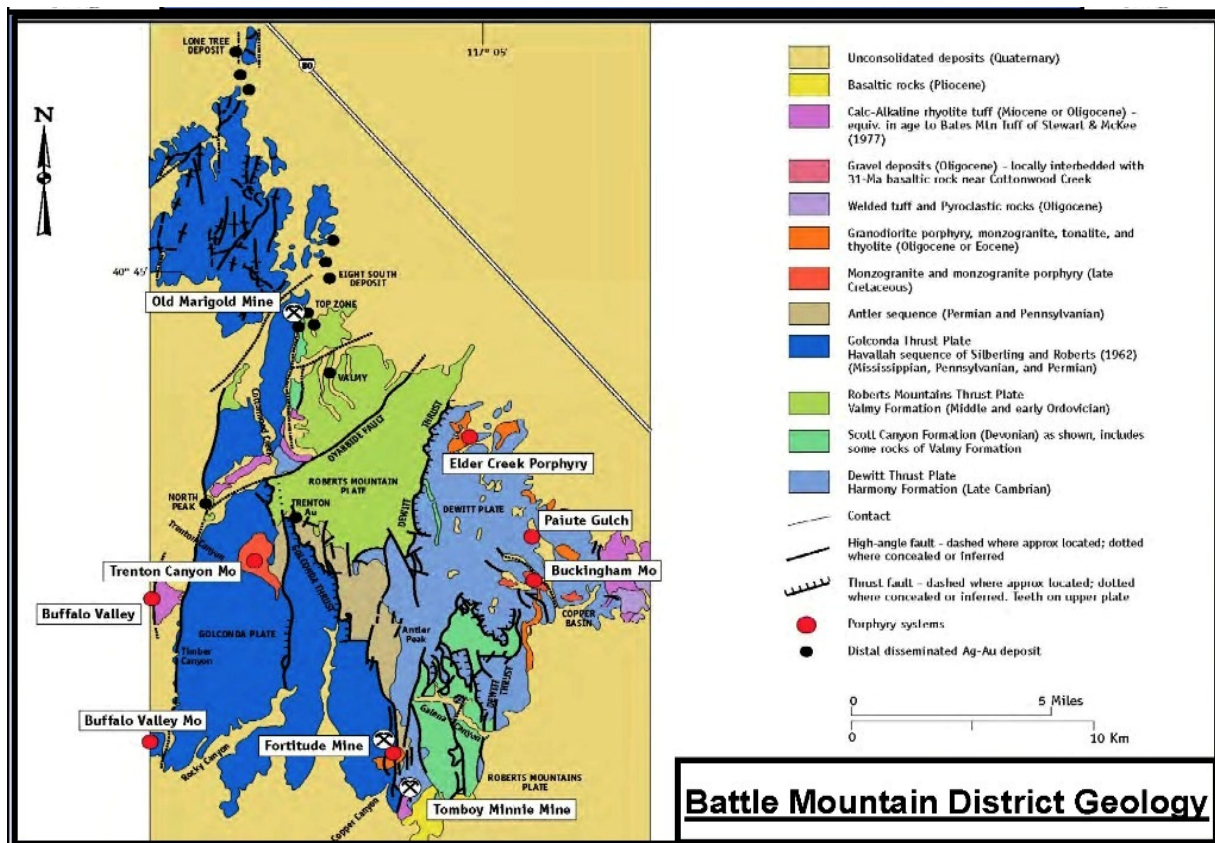 LONE TREE
DEPOSIT
80
117° 05'
N
40° 45'
EIGHT SOUTH
DEPOSIT
Old Marigold Mine
TOP ZONE
VALMY
Cottonwood Creek
OYARBIDE FAULT
THRUST
DEWITT
Elder Creek Porphyry
ROBERTS MOUNTAIN
PLATE
NORTH
PEAK
TRENTON
Au
DEWITT PLATE
Paiute Gulch
Trenton Canyon
Trenton Canyon Mo
GOLCONDA THRUST
Buckingham Mo
Buffalo Valley
COPPER
BASIN
GOLCONDA PLATE
Antler
Peak
Timber
Canyon
DEWITT
THRUST
Buffalo Valley Mo
Galena Canyon
Rocky Canyon
Fortitude Mine
ROBERTS MOUNTAINS
PLATE
Copper Canyon
Tomboy Minnie Mine
Unconsolidated deposits (Quaternary)
Basaltic rocks (Pliocene)
Calc-Alkaline rhyolite tuff (Miocene or Oligocene) -
equiv. in age to Bates Mtn Tuff of Stewart & McKee
(1977)
Gravel deposits (Oligocene) - locally interbedded with
31-Ma basaltic rock near Cottonwood Creek
Welded tuff and Pyroclastic rocks (Oligocene)
Granodiorite porphyry, monzogranite, tonalite, and
thyolite (Oligocene or Eocene)
Monzogranite and monzogranite porphyry (late
Cretaceous)
Antler sequence (Permian and Pennsylvanian)
Golconda Thrust Plate
Havallah sequence of Silberling and Roberts (1962)
(Mississippian, Pennsylvanian, and Permian)
Roberts Mountains Thrust Plate
Valmy Formation (Middle and early Ordovician)
Scott Canyon Formation (Devonian) as shown, includes
some rocks of Valmy Formation
Dewitt Thrust Plate
Harmony Formation (Late Cambrian)
Contact
High-angle fault - dashed where approx located; dotted
where concealed or inferred
Thrust fault - dashed where approx located; dotted
where concealed or inferred. Teeth on upper plate
Porphyry systems
Distal disseminated Ag-Au deposit
0 5 Miles
0 10 Km
Battle Mountain District Geology